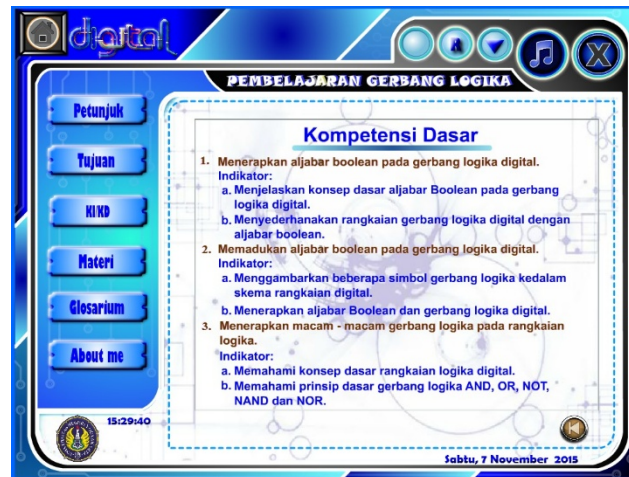 digital
A
X
PEMBELAJARAN GERBANG LOGIKA
Petunjuk
Tujuan
KI/KD
Materi
Glosarium
About me
15:29:40
Kompetensi Dasar
1. Menerapkan aljabar boolean pada gerbang logika digital.
Indikator:
a. Menjelaskan konsep dasar aljabar Boolean pada gerbang
logika digital.
b. Menyederhanakan rangkaian gerbang logika digital dengan
aljabar boolean.
2. Memadukan aljabar boolean pada gerbang logika digital.
Indikator:
a. Menggambarkan beberapa simbol gerbang logika kedalam
skema rangkaian digital.
b. Menerapkan aljabar Boolean dan gerbang logika digital.
3. Menerapkan macam - macam gerbang logika pada rangkaian
logika.
Indikator:
a. Memahami konsep dasar rangkaian logika digital.
b. Memahami prinsip dasar gerbang logika AND, OR, NOT,
NAND dan NOR.
Sabtu, 7 November 2015